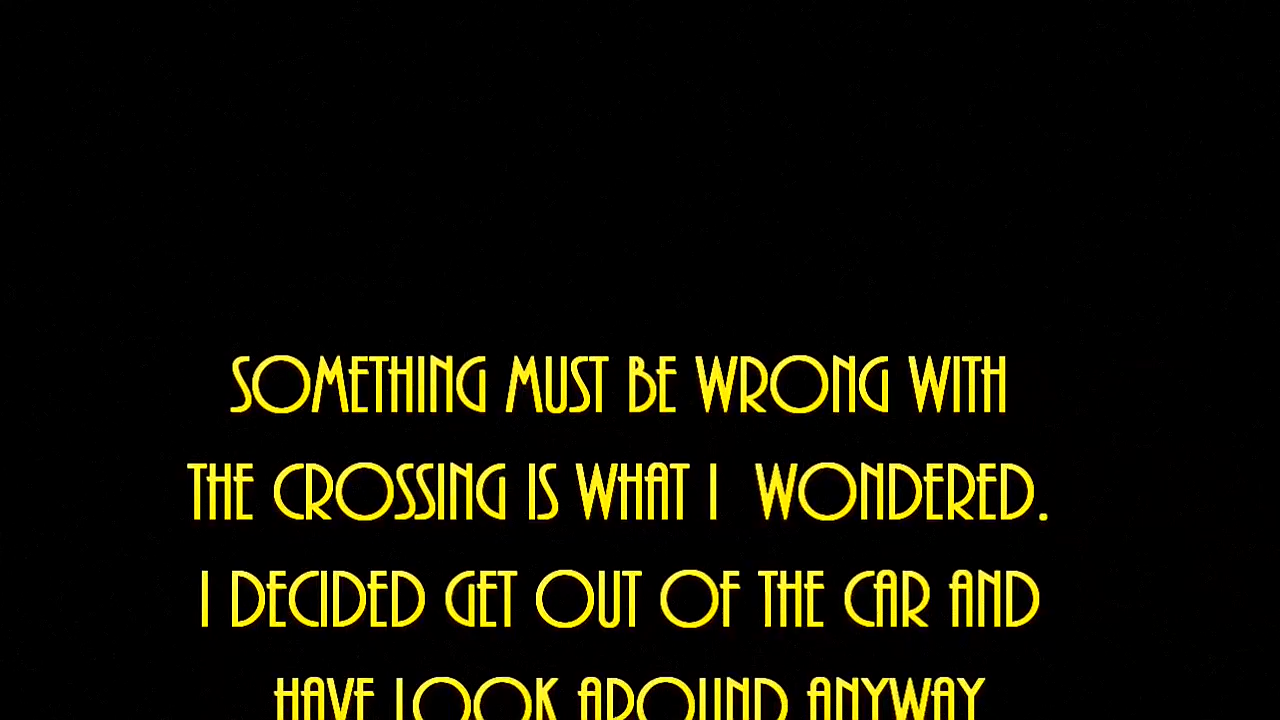 SOMETHING MUST BE WRONG WITH
THE CROSSING IS WHAT I WONDERED.
I DECIDED GET OUT OF THE CAR AND
HAVE LOOK AROUND ANYWAY